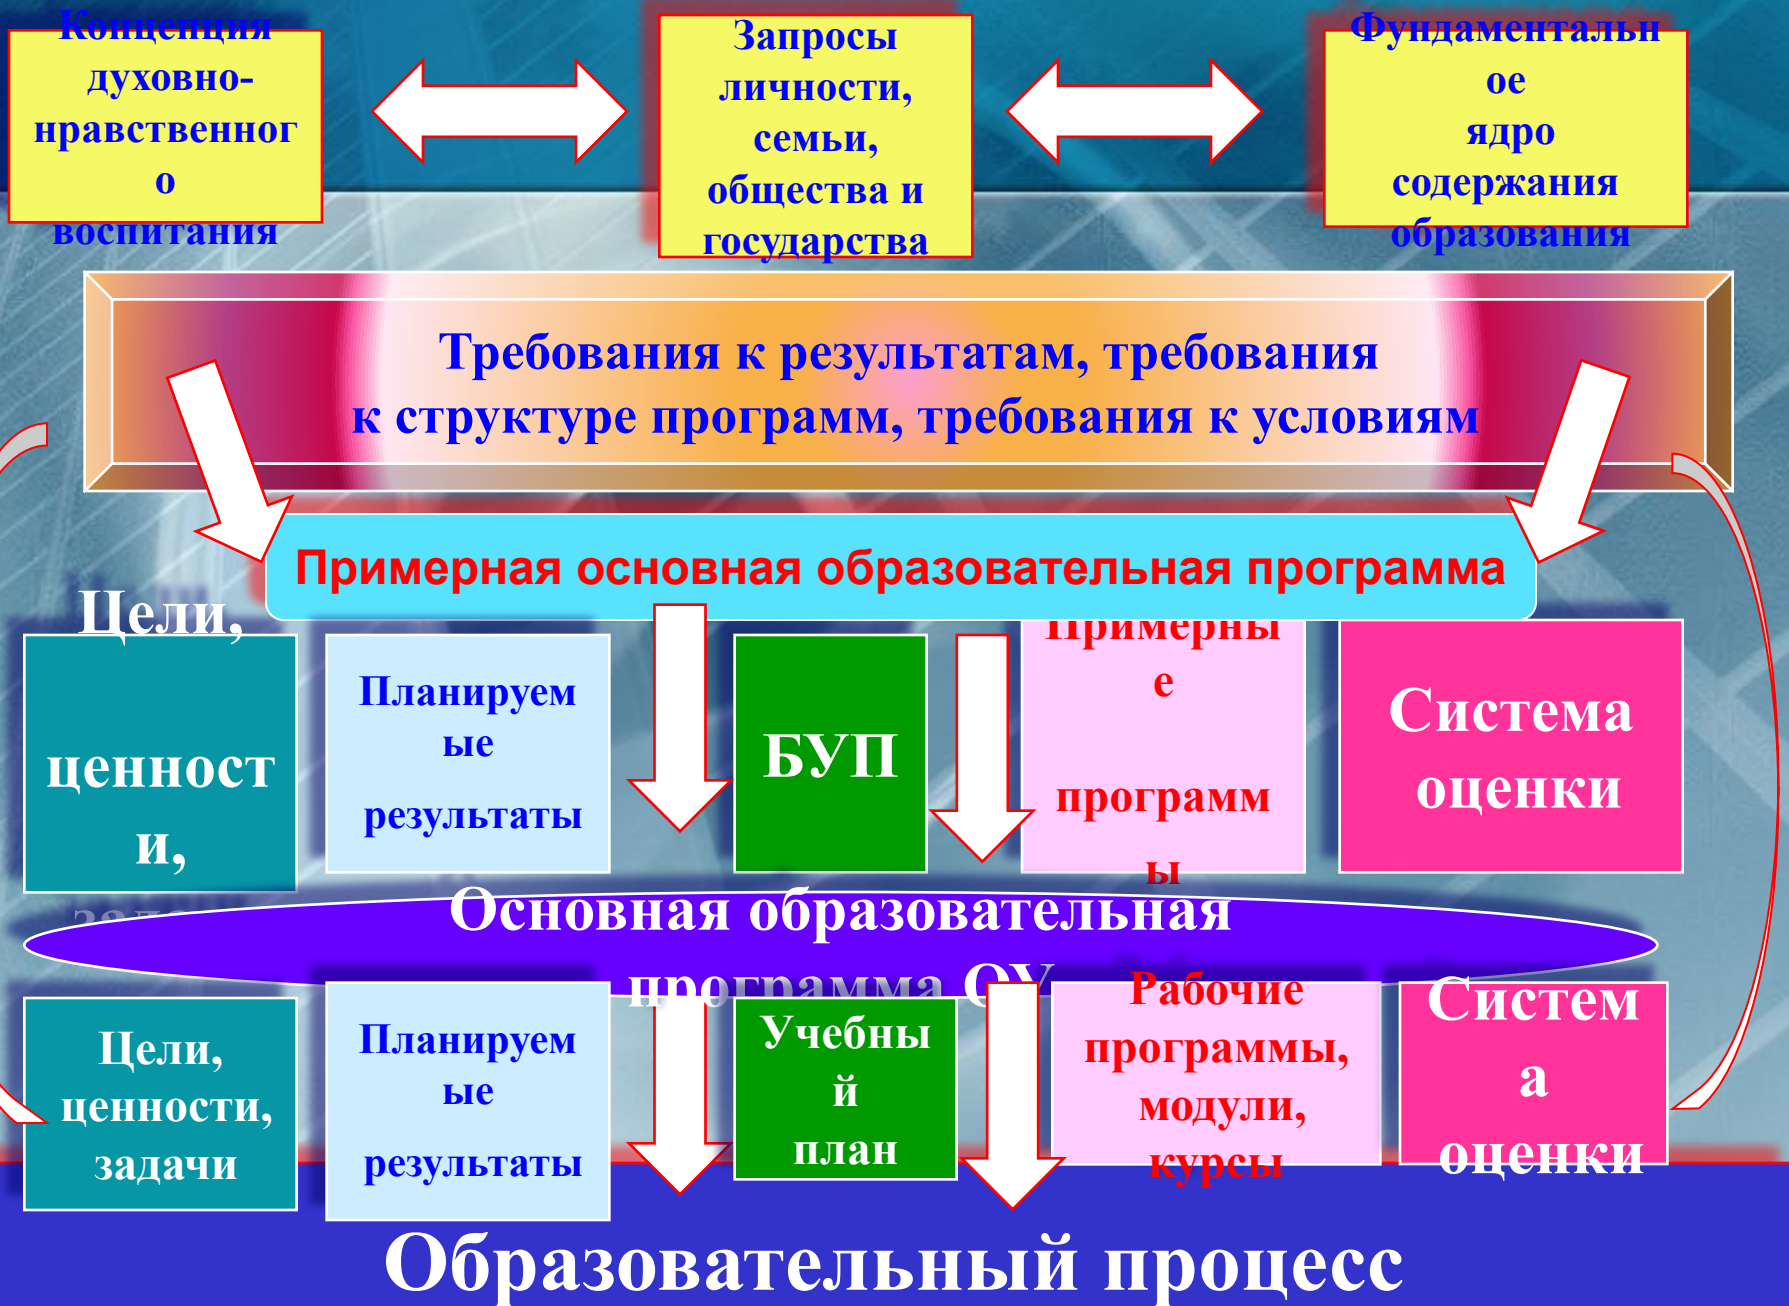 Концепция
духовно-
нравственног
о
воспитания
Запросы
личности,
семьи,
общества и
государства
Фундаментальн
ое
ядро
содержания
образования
Требования к результатам, требования
к структуре программ, требования к условиям
Примерная основная образовательная программа
Цели,
ценност
и,
задачи
Планируем
ые
результаты
БУП
Примерны
е
программ
ы
Система
оценки
Основная образовательная
программа ОУ
Цели,
ценности,
задачи
Планируем
ые
результаты
Учебны
й
план
Рабочие
программы,
модули,
курсы
Систем
а
оценки
Образовательный процесс